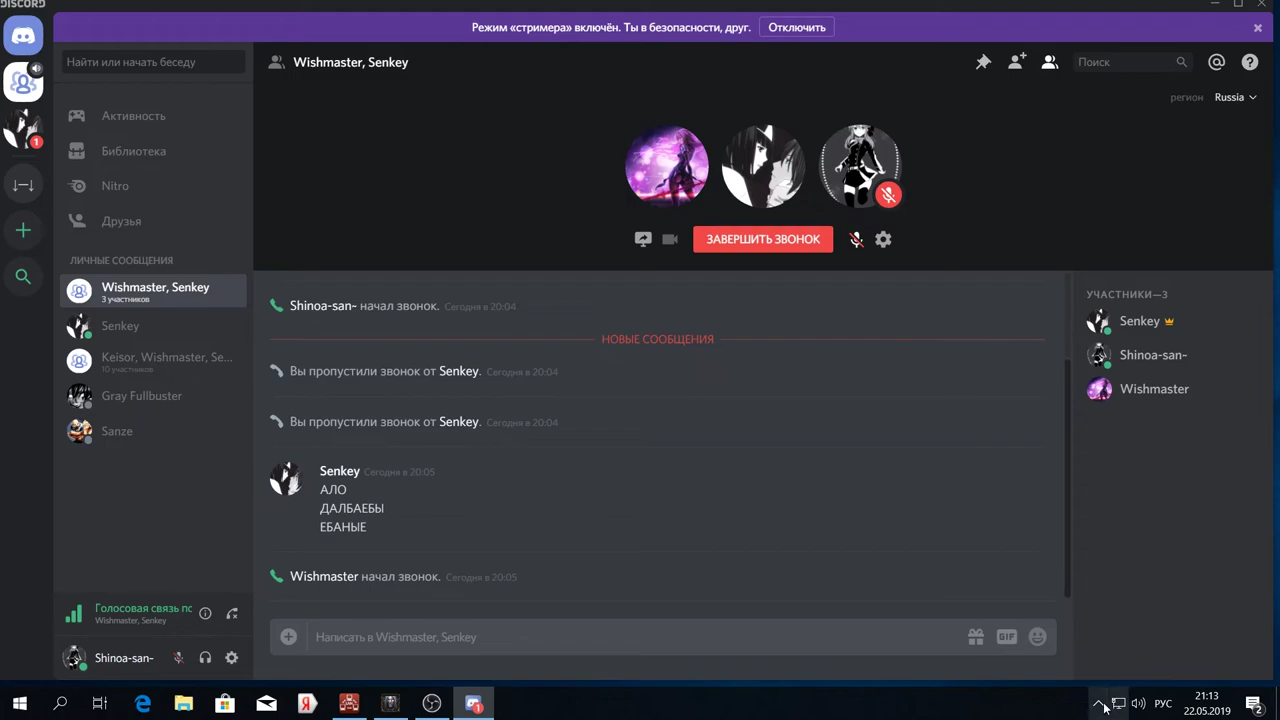 DISCORD
Режим «стримера» включён. Ты в безопасности, друг.
Отключить
Найти или начать беседу
Wishmaster, Senkey
Поиск
регион
Russia
1
Активность
Библиотека
Nitro
Друзья
ЛИЧНЫЕ СООБЩЕНИЯ
Wishmaster, Senkey
3 участников
Senkey
Keisor, Wishmaster, Se...
10 участников
Gray Fullbuster
Sanze
ЗАВЕРШИТЬ ЗВОНОК
Shinoa-san~ начал звонок. Сегодня в 20:04
НОВЫЕ СООБЩЕНИЯ
Вы пропустили звонок от Senkey. Сегодня в 20:04
Вы пропустили звонок от Senkey. Сегодня в 20:04
Senkey Сегодня в 20:05
АЛО
ДАЛБАЕБЫ
ЕБАНЫЕ
Wishmaster начал звонок. Сегодня в 20:05
УЧАСТНИКИ—3
Senkey
Shinoa-san~
Wishmaster
Голосовая связь пс
Wishmaster, Senkey
Shinoa-san~
Написать в Wishmaster, Senkey
GIF
1
РУС
21:13
22.05.2019
2